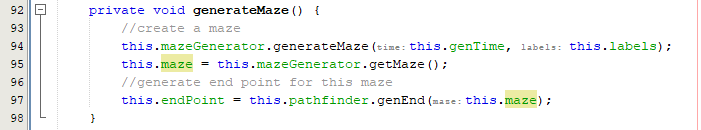 92 private void generateMaze() {
93 //create a maze
94 this.mazeGenerator.generateMaze(time: this.genTime, labels: this.labels);
95 this.maze = this.mazeGenerator.getMaze();
96 //generate end point for this maze
97 this.endPoint = this.pathfinder.genEnd(maze: this.maze);
98 }